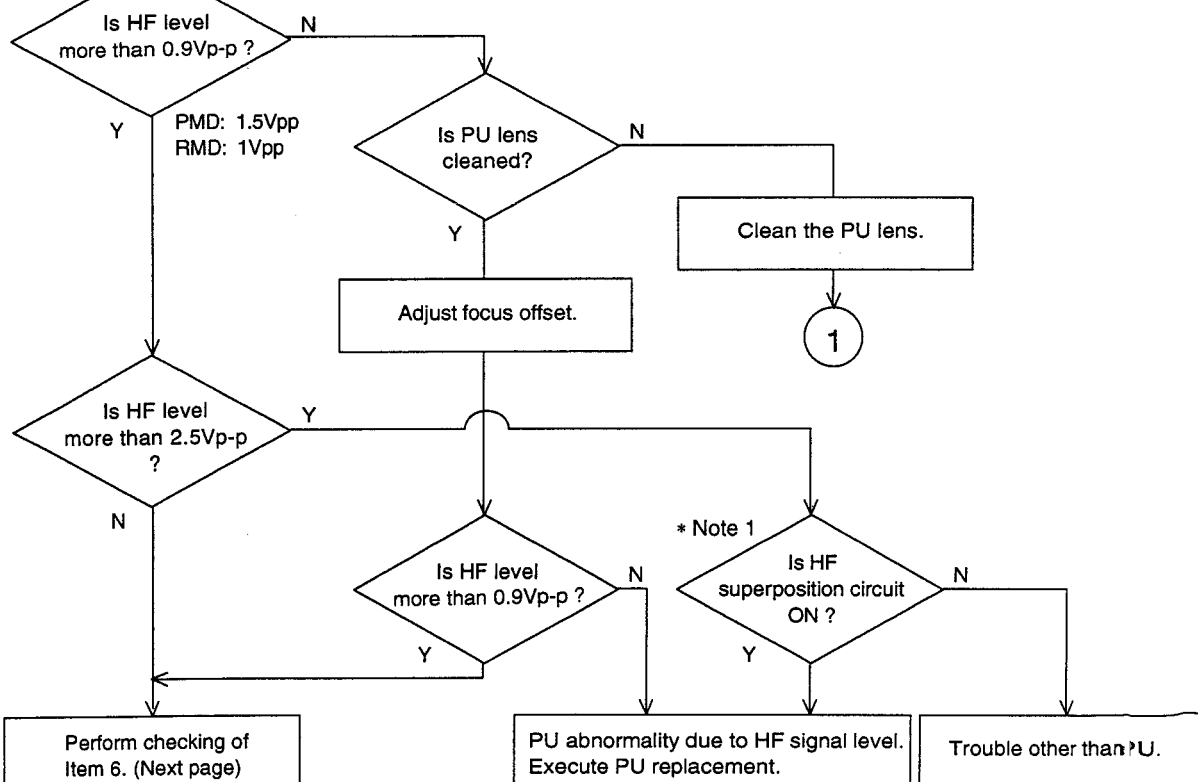 Is HF level
more than 0.9Vp-p ?
N
Y
PMD: 1.5Vpp
RMD: 1Vpp
Is PU lens
cleaned?
N
Y
Clean the PU lens.
1
Adjust focus offset.
Is HF level
more than 2.5Vp-p
?
Y
N
Is HF level
more than 0.9Vp-p ?
N
Y
* Note 1
Is HF
superposition circuit
ON ?
N
Y
Perform checking of
Item 6. (Next page)
PU abnormality due to HF signal level.
Execute PU replacement.
Trouble other than PU.